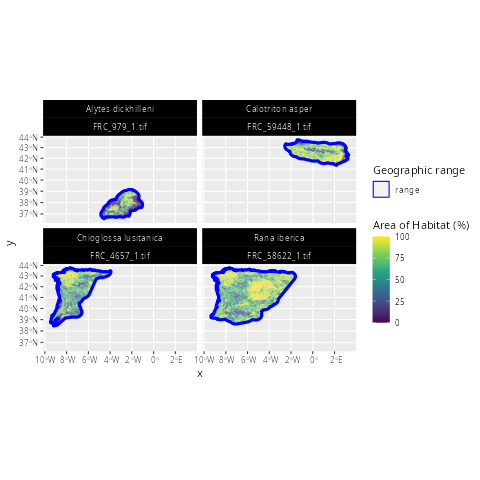 Alytes dickhilleni Calotriton asper
FRC_979_1.tif FRC_59448_1.tif
44°N
43°N
42°N
41°N
40°N
39°N
38°N
37°N
Chioglossa lusitanica Rana iberica
FRC_4657_1.tif FRC_58622_1.tif
44°N
43°N
42°N
41°N
40°N
39°N
38°N
37°N
10°W 8°W 6°W 4°W 2°W 0° 2°E 10°W 8°W 6°W 4°W 2°W 0° 2°E
x
y
Geographic range
range
Area of Habitat (%)
100
75
50
25
0